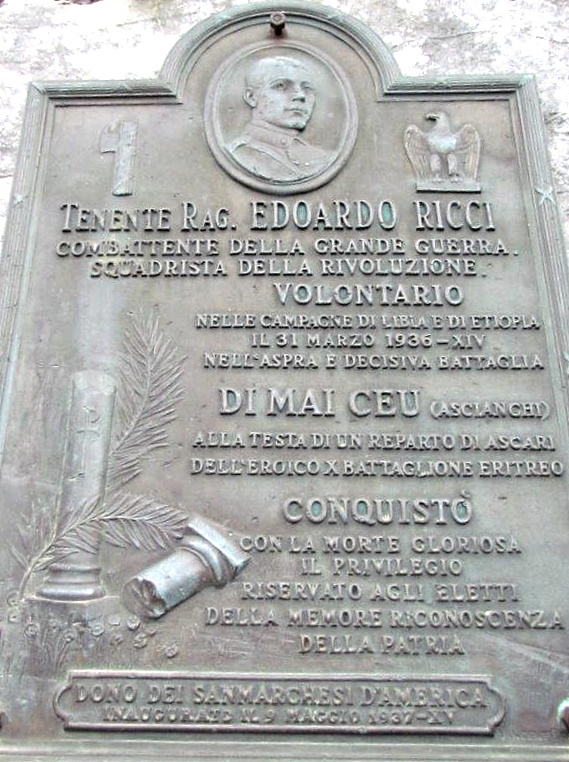 TENENTE RAG. EDOARDO RICCI
COMBATTENTE DELLA GRANDE GUERRA.
SQUADRISTA DELLA RIVOLUZIONE.
VOLONTARIO
NELLE CAMPAGNE DI LIBIA E DI ETIOPIA
IL 31 MARZO 1936-XIV
NELL'ASPRA E DECISIVA BATTAGLIA
DI MAI CEU (ASCIANGHI)
ALLA TESTA DI UN REPARTO DI ASCARI
DELL'EROICO X BATTAGLIONE ERITREO
CONQUISTÒ
CON LA MORTE GLORIOSA
IL PRIVILEGIO
RISERVATO AGLI ELETTI
DELLA MEMORE RICONOSCENZA
DELLA PATRIA
DONO DEI SANMARCHESI D'AMERICA
INAUGURATO IL 9 MAGGIO 1937-XV